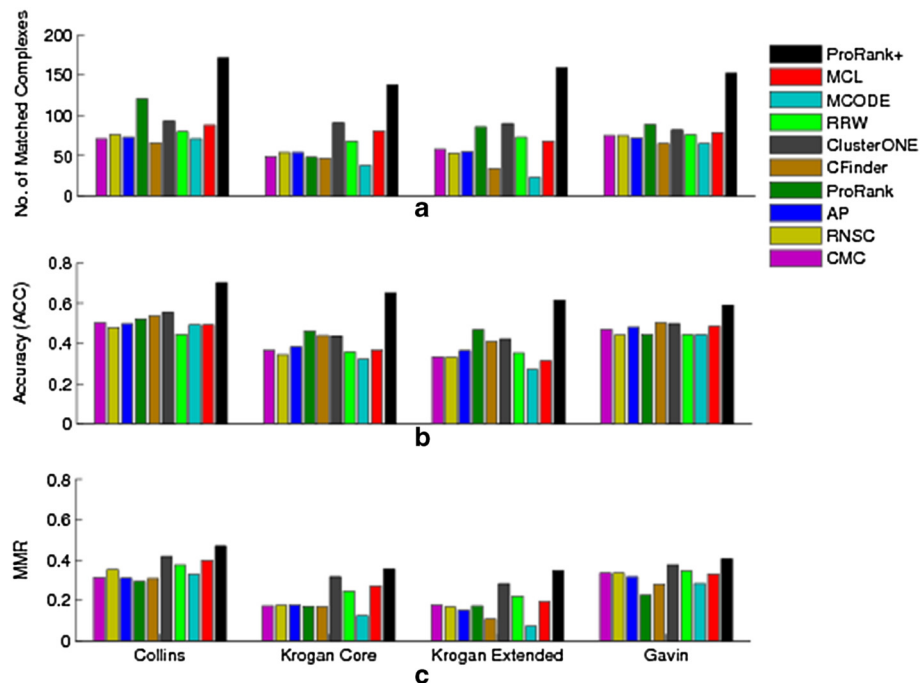 200
150
100
50
0
No. of Matched Complexes
a
ProRank+
MCL
MCODE
RRW
ClusterONE
CFinder
ProRank
AP
RNSC
CMC
0.8
0.6
0.4
0.2
0
Accuracy (ACC)
b
0.8
0.6
0.4
0.2
0
MMR
Collins
Krogan Core
Krogan Extended
Gavin
c